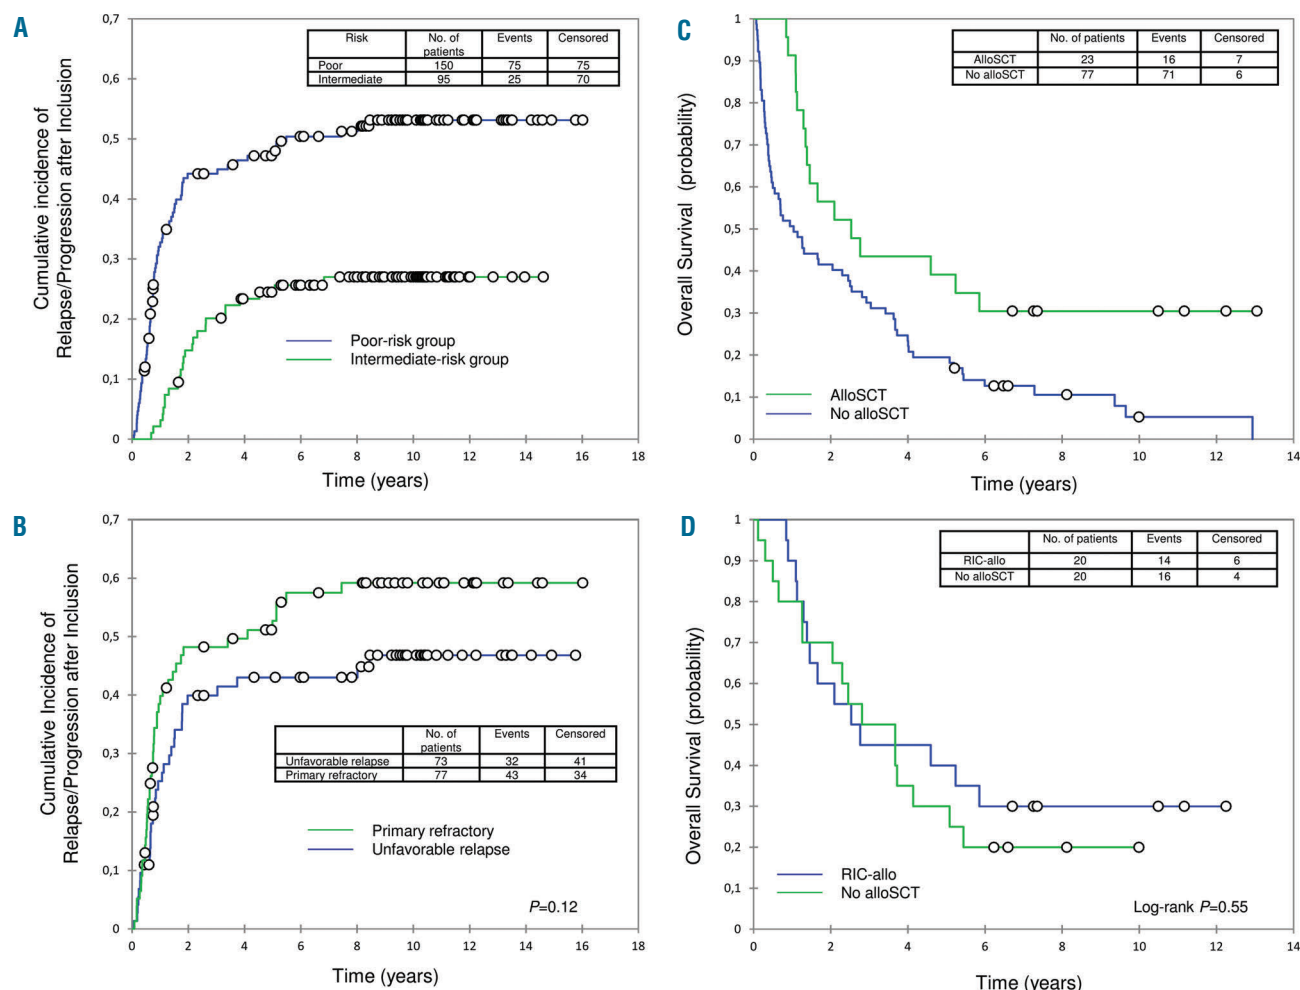 A
Cumulative incidence of
Relapse/Progression after Inclusion
0,7
0,6
0,5
0,4
0,3
0,2
0,1
0
Risk No. of patients Events Censored
Poor 150 75 75
Intermediate 95 25 70
Poor-risk group
Intermediate-risk group
0 2 4 6 8 10 12 14 16 18
Time (years)
C
Overall Survival (probability)
1
0,9
0,8
0,7
0,6
0,5
0,4
0,3
0,2
0,1
0
No. of patients Events Censored
AlloSCT 23 16 7
No alloSCT 77 71 6
AlloSCT
No alloSCT
0 2 4 6 8 10 12 14
Time (years)
B
Cumulative Incidence of
Relapse/Progression after Inclusion
0,7
0,6
0,5
0,4
0,3
0,2
0,1
0
No. of patients Events Censored
Unfavorable relapse 73 32 41
Primary refractory 77 43 34
Primary refractory
Unfavorable relapse
P=0.12
0 2 4 6 8 10 12 14 16 18
Time (years)
D
Overall Survival (probability)
1
0,9
0,8
0,7
0,6
0,5
0,4
0,3
0,2
0,1
0
No. of patients Events Censored
RIC-allo 20 14 6
No alloSCT 20 16 4
RIC-allo
No alloSCT
Log-rank P=0.55
0 2 4 6 8 10 12 14
Time (years)